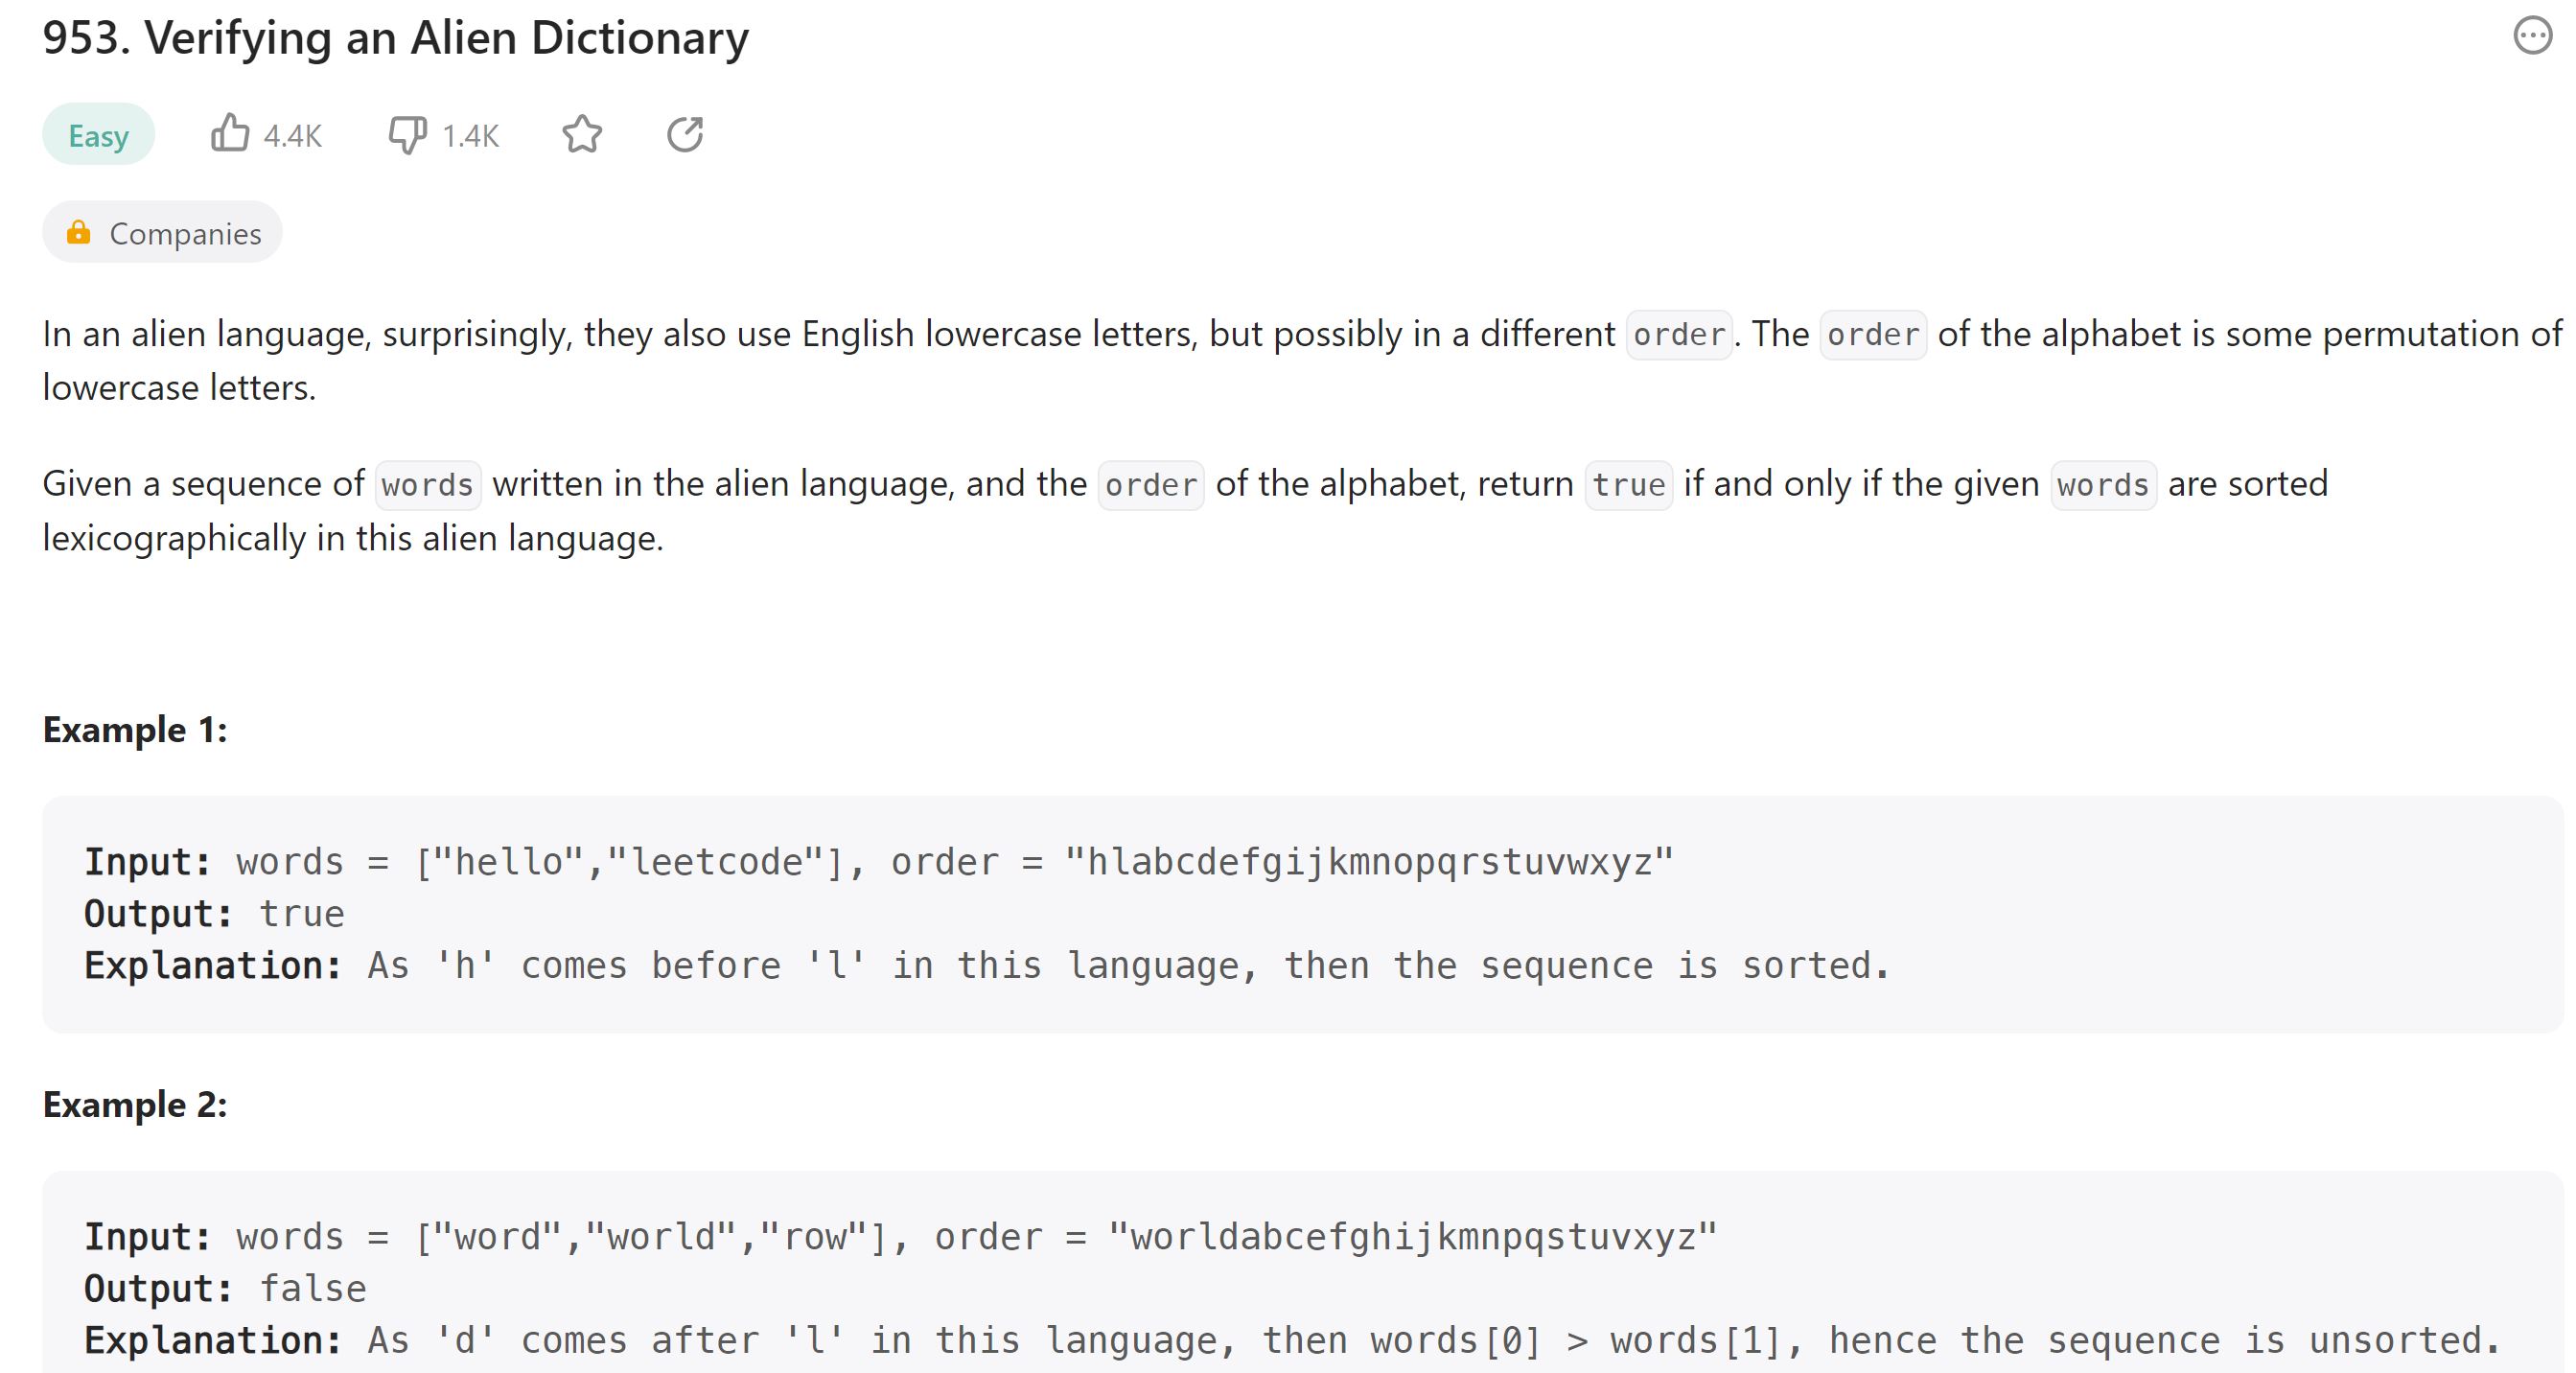 953. Verifying an Alien Dictionary
Easy 4.4K 1.4K
Companies
In an alien language, surprisingly, they also use English lowercase letters, but possibly in a different order. The order of the alphabet is some permutation of
lowercase letters.
Given a sequence of words written in the alien language, and the order of the alphabet, return true if and only if the given words are sorted
lexicographically in this alien language.
Example 1:
Input: words = ["hello","leetcode"], order = "hlabcdefgijkmnopqrstuvwxyz"
Output: true
Explanation: As 'h' comes before 'l' in this language, then the sequence is sorted.
Example 2:
Input: words = ["word","world","row"], order = "worldabcefghijkmnpqstuvxyz"
Output: false
Explanation: As 'd' comes after 'l' in this language, then words[0] > words[1], hence the sequence is unsorted.